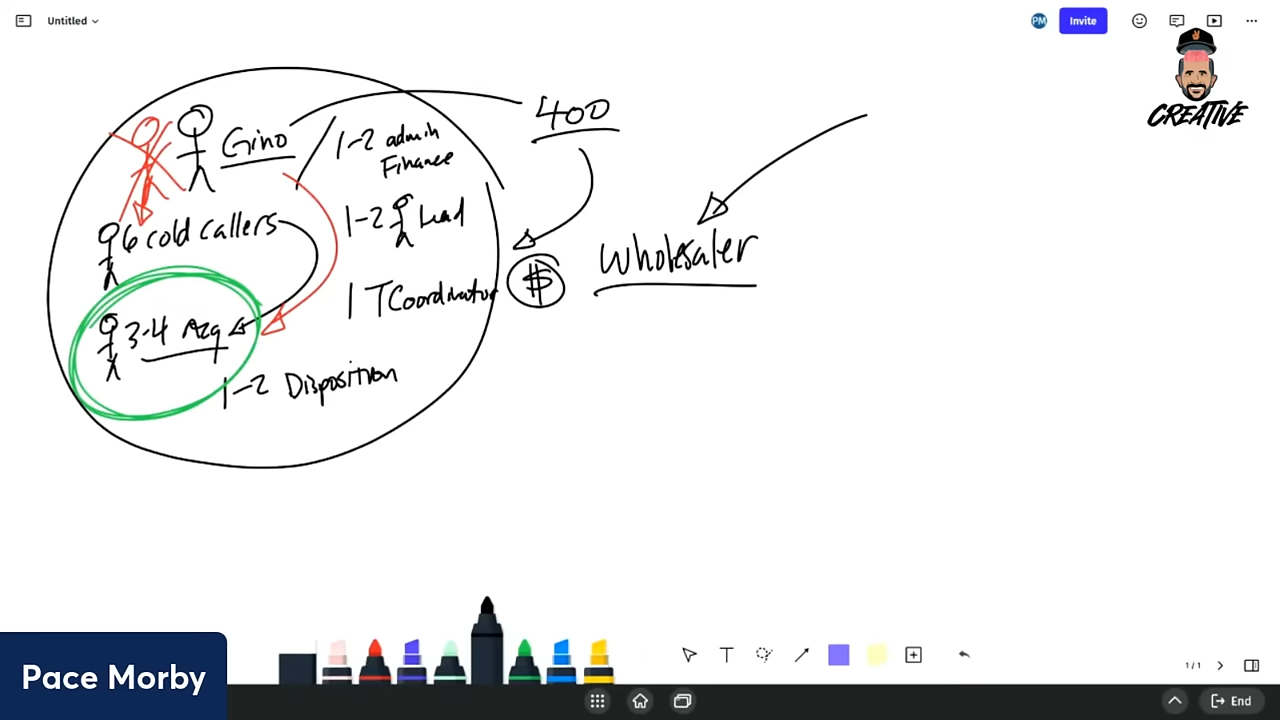 Untitled
PM
Invite
CREATIVE
Gino
400
1-2 admin
Finance
6 cold callers
1-2 Lead
wholesaler
$
1 TCoordinator
3-4 Acq
1-2 Disposition
Pace Morby
T
1/1
End